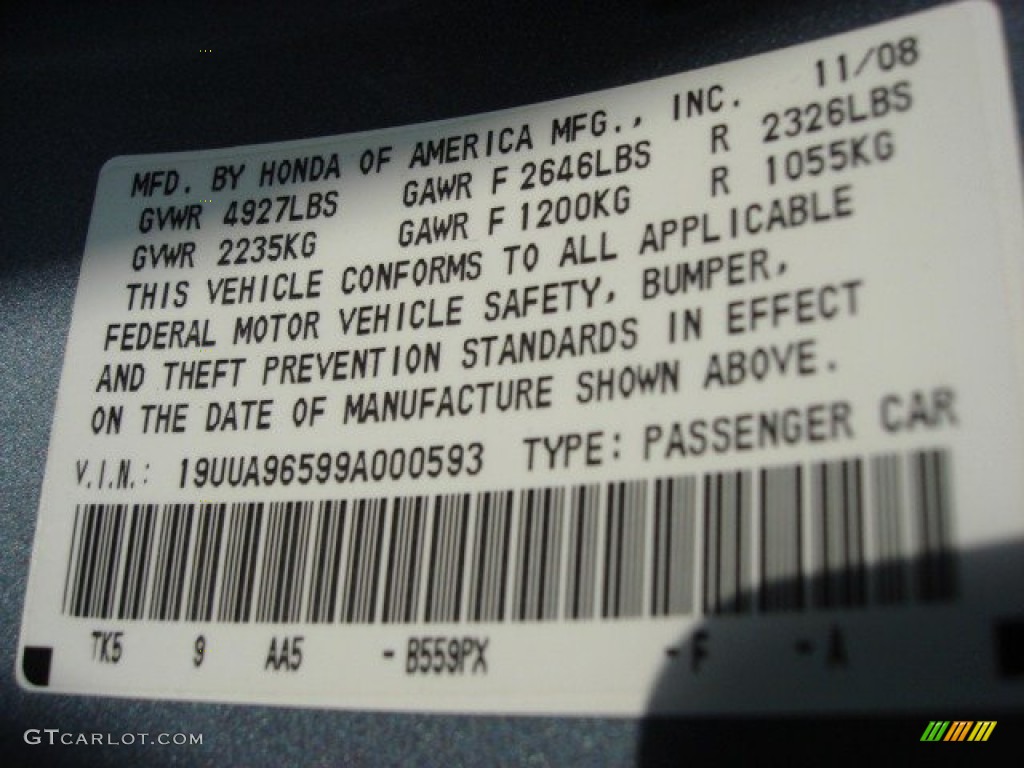 MFD. BY HONDA OF AMERICA MFG., INC. 11/08
GVWR 4927LBS GAWR F 2646LBS R 2326LBS
GVWR 2235KG GAWR F 1200KG R 1055KG
THIS VEHICLE CONFORMS TO ALL APPLICABLE
FEDERAL MOTOR VEHICLE SAFETY, BUMPER,
AND THEFT PREVENTION STANDARDS IN EFFECT
ON THE DATE OF MANUFACTURE SHOWN ABOVE.
V.I.N.: 19UUA96599A000593 TYPE: PASSENGER CAR
TK5 9 AA5 - B559PX - F - A
GTCARLOT.COM